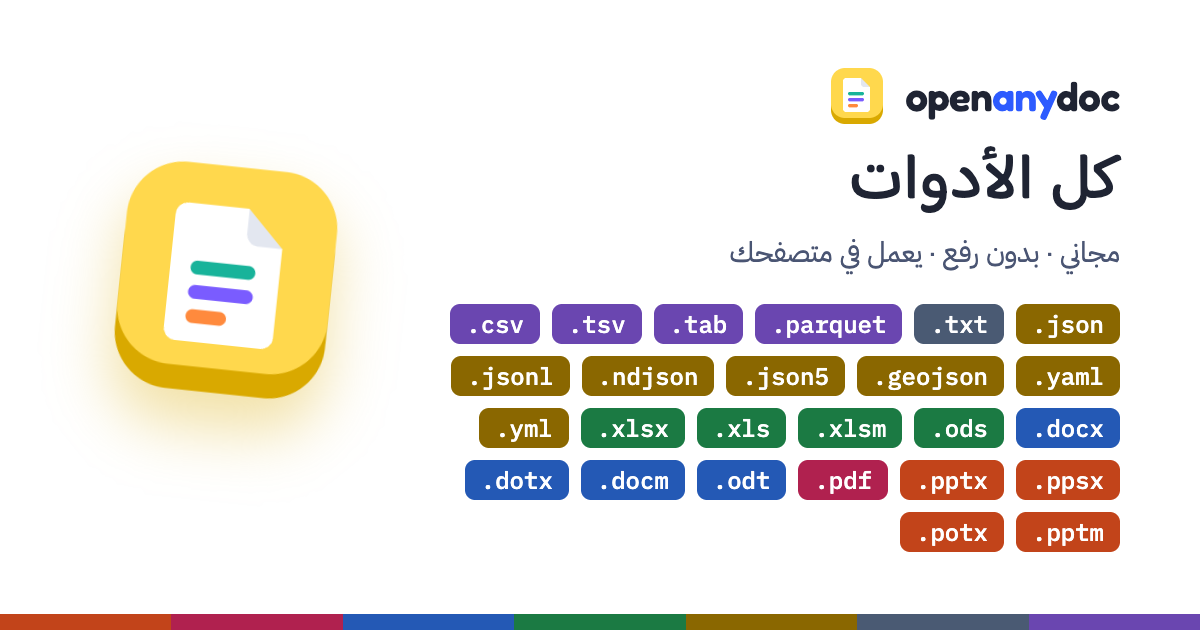 openanydoc
كل الأدوات
مجاني · بدون رفع · يعمل في متصفحك
.json .txt .parquet .tab .tsv .csv
.yaml .geojson .json5 .ndjson .jsonl
.docx .ods .xlsm .xls .xlsx .yml
.ppsx .pptx .pdf .odt .docm .dotx
.pptm .potx